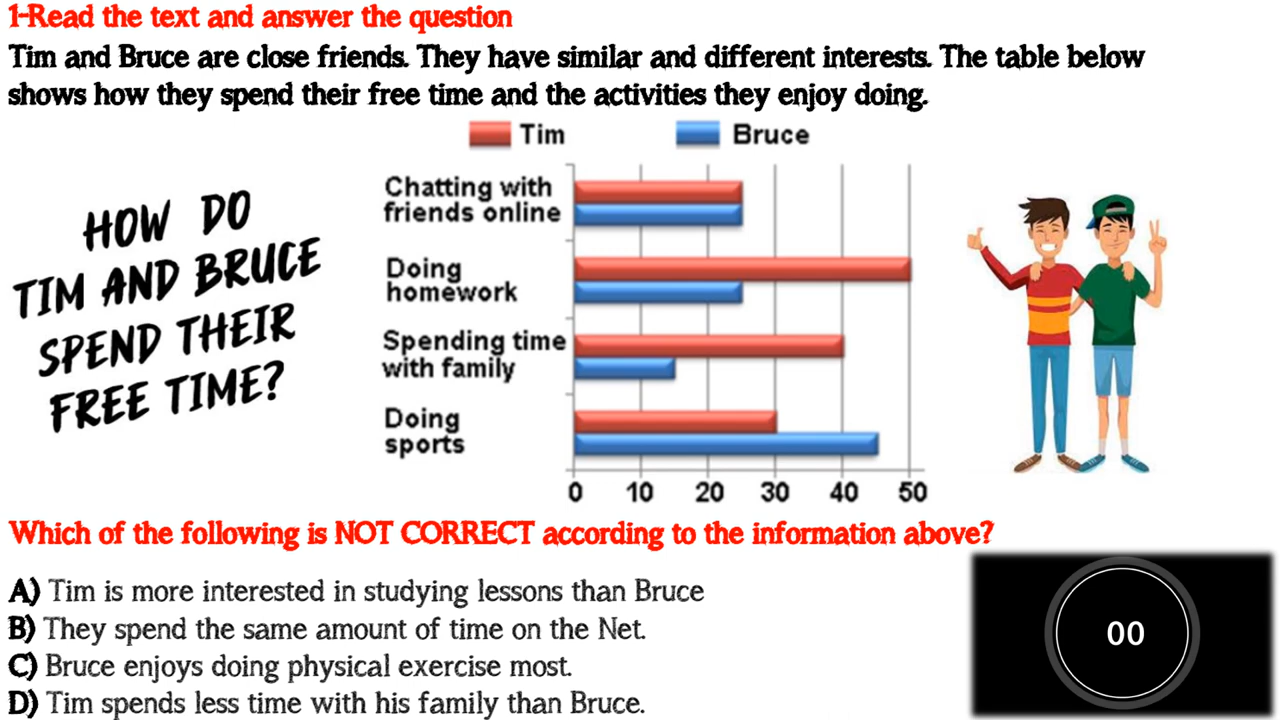 1-Read the text and answer the question
Tim and Bruce are close friends. They have similar and different interests. The table below
shows how they spend their free time and the activities they enjoy doing.
Tim
Bruce
HOW DO
TIM AND BRUCE
SPEND THEIR
FREE TIME?
Chatting with
friends online
Doing
homework
Spending time
with family
Doing
sports
0 10 20 30 40 50
Which of the following is NOT CORRECT according to the information above?
A) Tim is more interested in studying lessons than Bruce
B) They spend the same amount of time on the Net.
C) Bruce enjoys doing physical exercise most.
D) Tim spends less time with his family than Bruce.
00